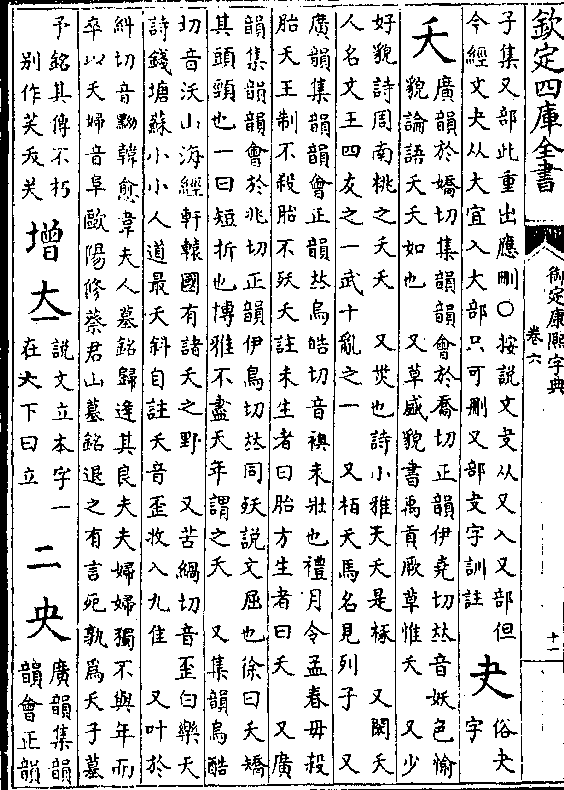 欽定四庫全書
御定康熙字典
卷六
十一
子集又部此重出應刪〇按說文叏从又入又部但
今經文夬从大宜入大部只可刪又部叏字訓註
夬
俗夬
字
夭
廣韻於嬌切集韻韻會於喬切正韻伊堯切𠀤音妖色愉
貌論語夭夭如也 又草盛貌書禹貢厥草惟夭 又少
好貌詩周南桃之夭夭 又烖也詩小雅天夭是椓 又閎夭
人名文王四友之一武十亂之一 又栢夭馬名見列子 又
廣韻集韻韻會正韻𠀤烏皓切音襖未壯也禮月令孟春毋殺
胎夭王制不殺胎不殀夭註未生者曰胎方生者曰夭 又廣
韻集韻韻會於兆切正韻伊鳥切𠀤同殀說文屈也徐曰夭矯
其頭頸也一曰短折也博雅不盡天年謂之夭 又集韻烏酷
切音沃山海經軒轅國有諸夭之野 又苦緺切音歪白樂天
詩錢塘蘇小小人道最夭斜自註夭音歪收入九佳 又叶於
糾切音黝韓愈韋夫人墓銘歸逢其良夫夫婦婦獨不與年而
卒以夭婦音阜歐陽修蔡君山墓銘退之有言死孰爲夭子墓
予銘其傳不朽
別作芺殀
增
説文立本字一
在大下曰立
二
央
廣韻集韻
韻會正韻